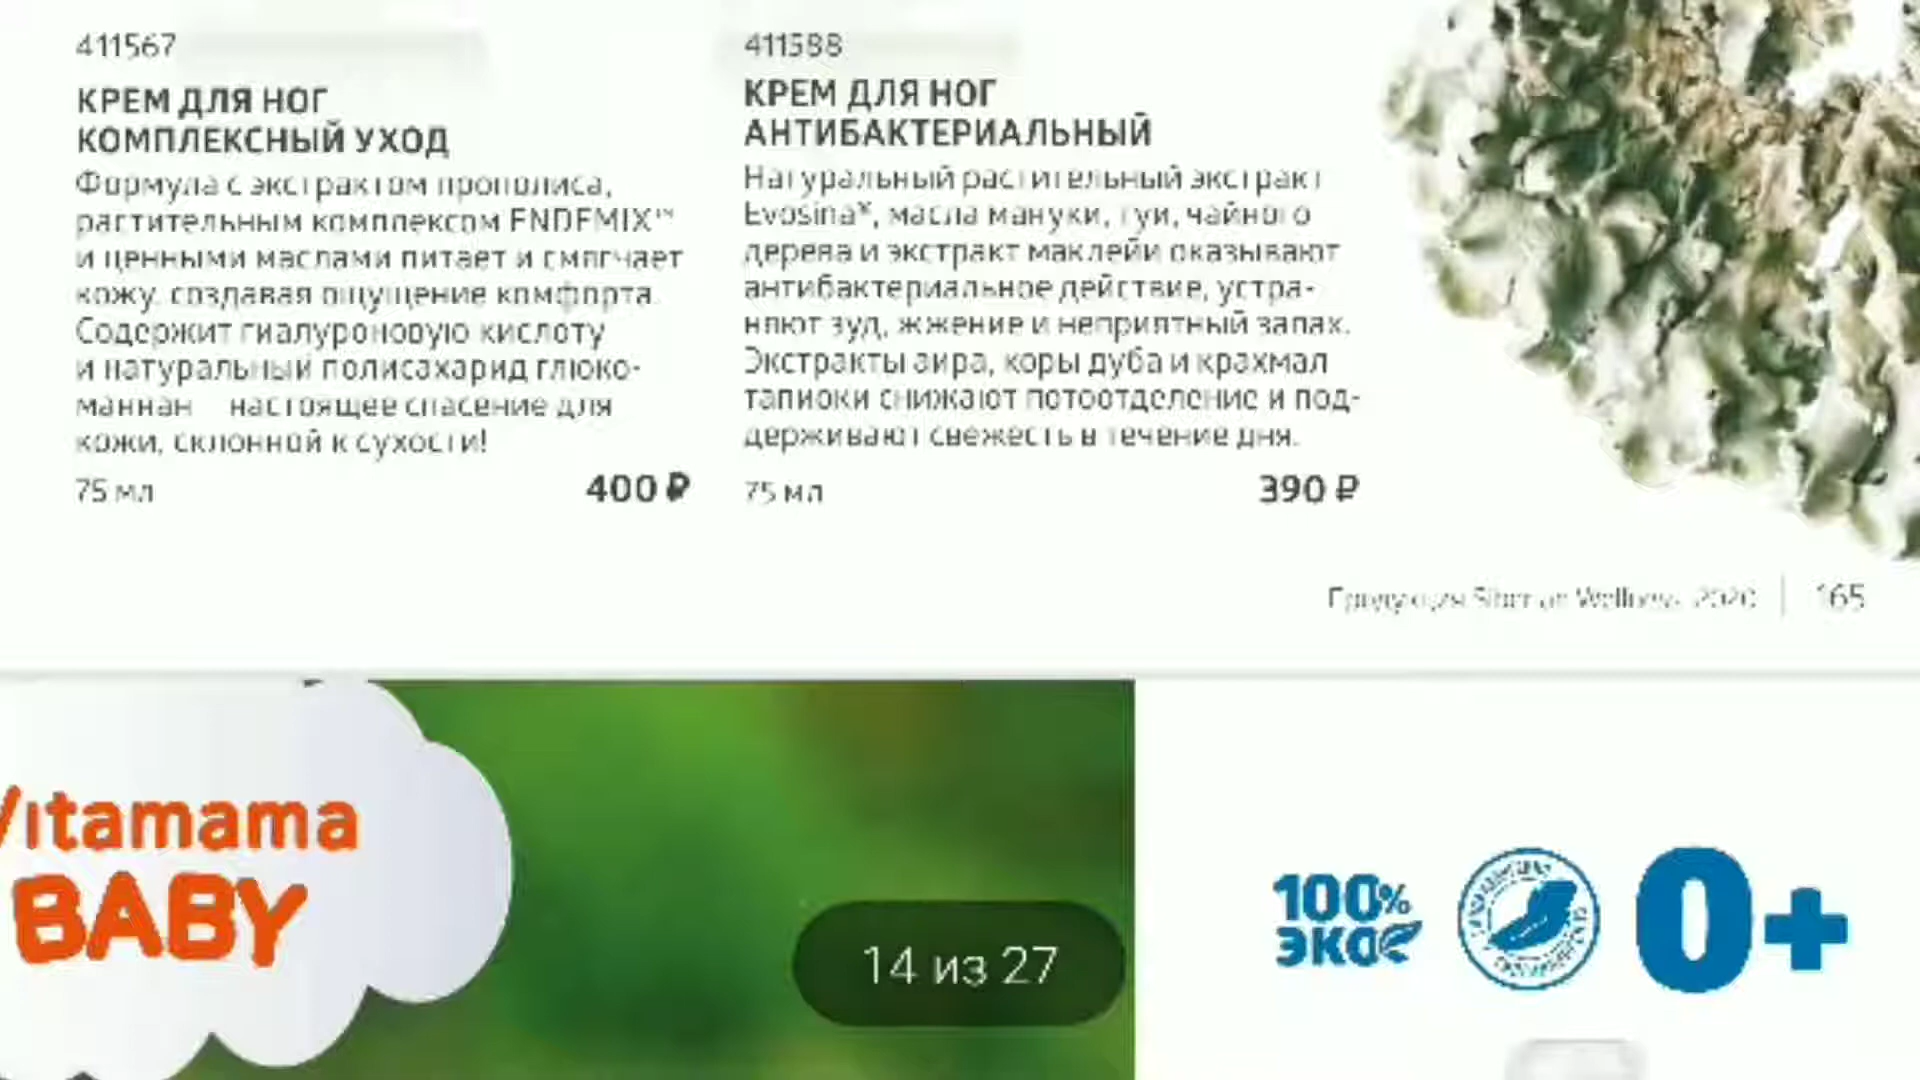 411567
КРЕМ ДЛЯ НОГ
КОМПЛЕКСНЫЙ УХОД
Формула с экстрактом прополиса,
растительным комплексом ENDEMIX™
и ценными маслами питает и смягчает
кожу, создавая ощущение комфорта.
Содержит гиалуроновую кислоту
и натуральный полисахарид глюко-
маннан – настоящее спасение для
кожи, склонной к сухости!
75 мл
400 ₽
411588
КРЕМ ДЛЯ НОГ
АНТИБАКТЕРИАЛЬНЫЙ
Натуральный растительный экстракт
Evosina*, масла мануки, туи, чайного
дерева и экстракт маклейи оказывают
антибактериальное действие, устра-
няют зуд, жжение и неприятный запах.
Экстракты аира, коры дуба и крахмал
тапиоки снижают потоотделение и под-
держивают свежесть в течение дня.
75 мл
390 ₽
Продукция Siberian Wellness 2020 | 165
Vitamama
BABY
14 из 27
100%
ЭКО
0+